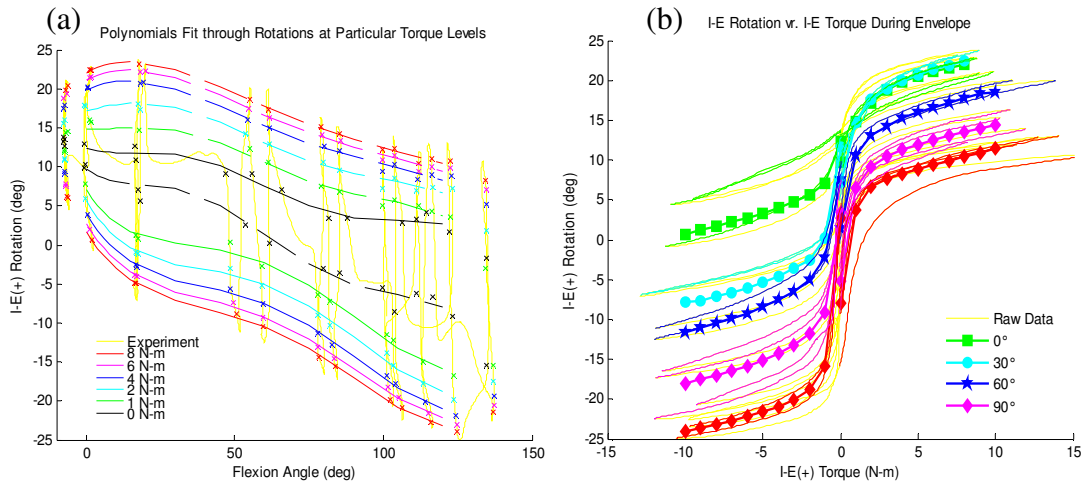 (a)
Polynomials Fit through Rotations at Particular Torque Levels
I-E(+) Rotation (deg)
25
20
15
10
5
0
-5
-10
-15
-20
-25
Experiment
8 N-m
6 N-m
4 N-m
2 N-m
1 N-m
0 N-m
0
50
100
150
Flexion Angle (deg)
(b)
I-E Rotation vr. I-E Torque During Envelope
I-E(+) Rotation (deg)
25
20
15
10
5
0
-5
-10
-15
-20
-25
Raw Data
0°
30°
60°
90°
-15
-10
-5
0
5
10
15
I-E(+) Torque (N-m)